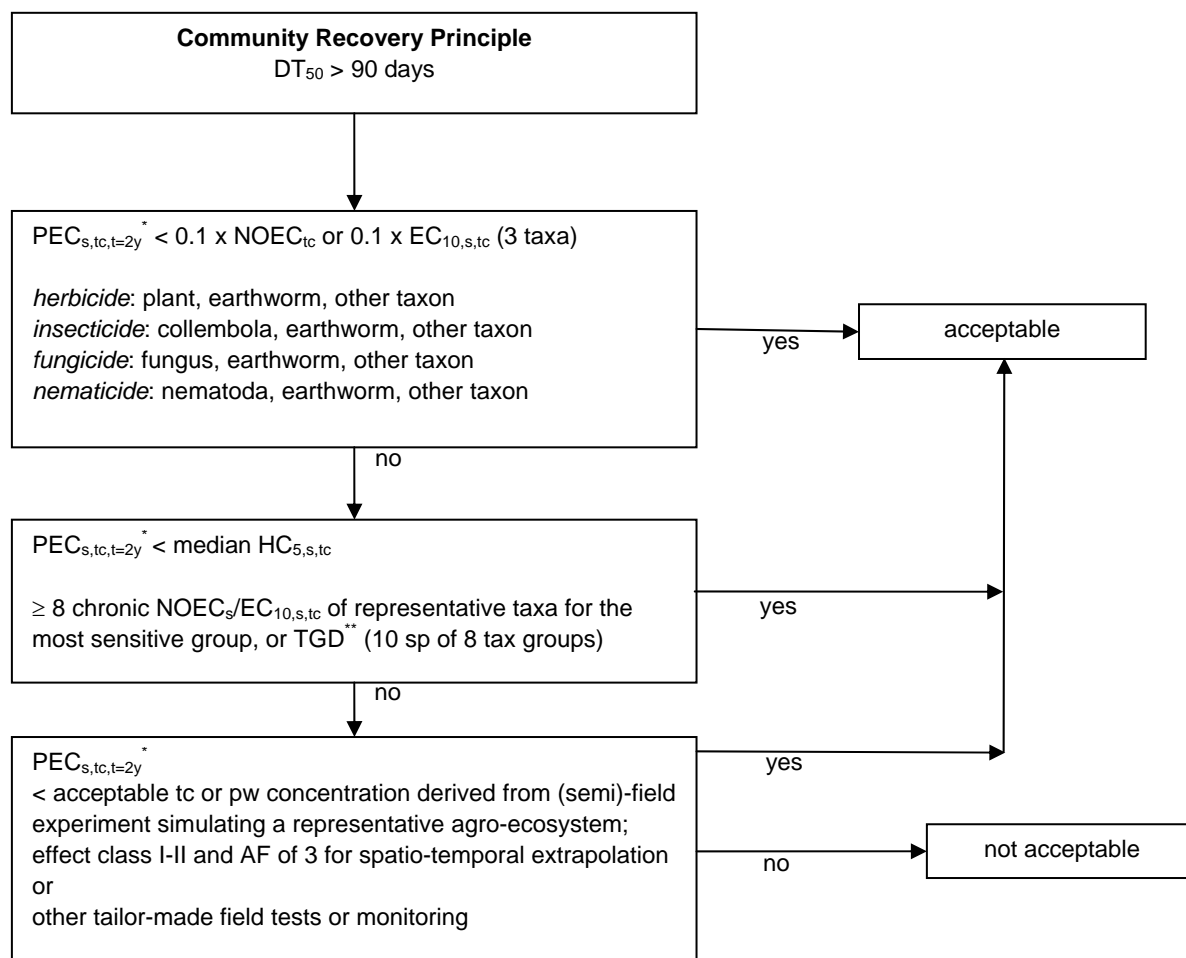 Community Recovery Principle
DT50 > 90 days
PECs,tc,t=2y* < 0.1 x NOECtc or 0.1 x EC10,s,tc (3 taxa)
herbicide: plant, earthworm, other taxon
insecticide: collembola, earthworm, other taxon
fungicide: fungus, earthworm, other taxon
nematicide: nematoda, earthworm, other taxon
yes
acceptable
no
PECs,tc,t=2y* < median HC5,s,tc
≥ 8 chronic NOECs/EC10,s,tc of representative taxa for the
most sensitive group, or TGD** (10 sp of 8 tax groups)
yes
no
PECs,tc,t=2y*
< acceptable tc or pw concentration derived from (semi)-field
experiment simulating a representative agro-ecosystem;
effect class I-II and AF of 3 for spatio-temporal extrapolation
or
other tailor-made field tests or monitoring
yes
no
not acceptable